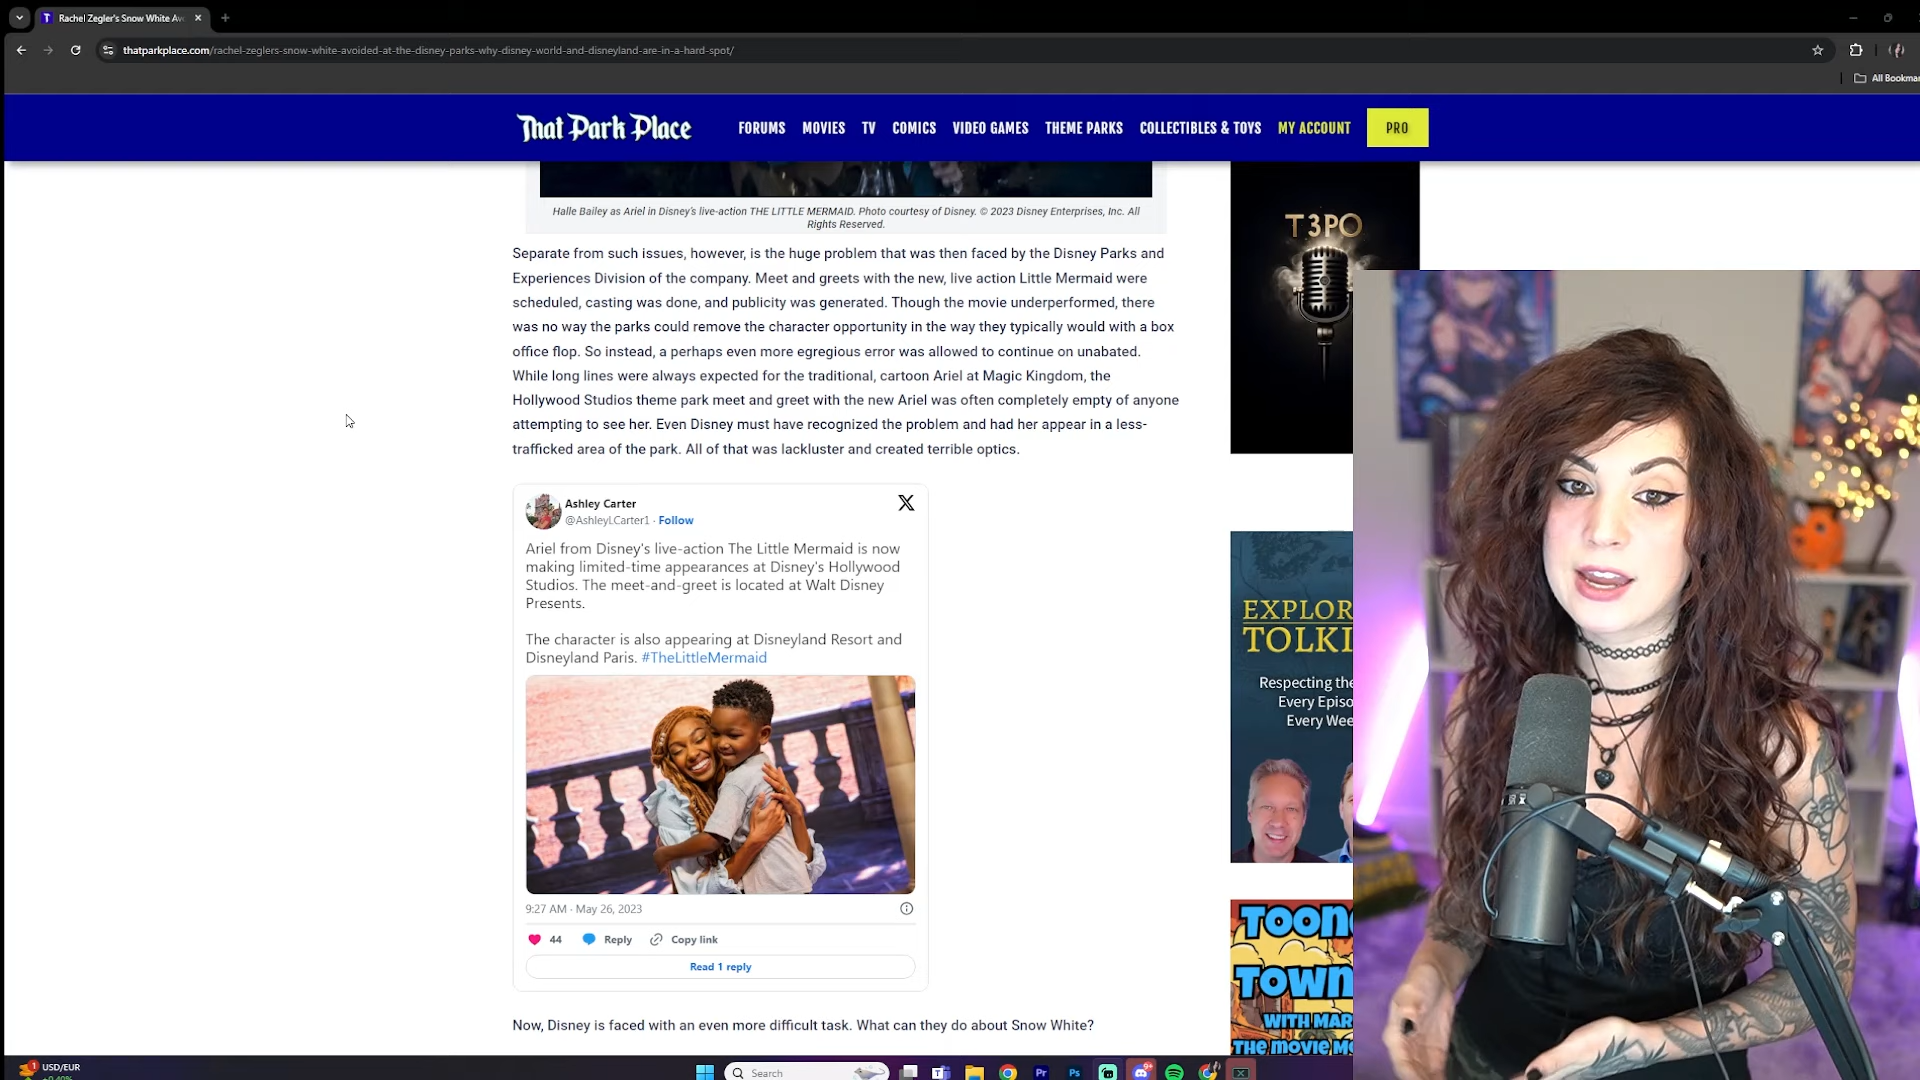 Rachel Zegler's Snow White Av
thatparkplace.com/rachel-zeglers-snow-white-avoided-at-the-disney-parks-why-disney-world-and-disneyland-are-in-a-hard-spot/
All Bookmar
That Park Place
FORUMS MOVIES TV COMICS VIDEO GAMES THEME PARKS COLLECTIBLES & TOYS MY ACCOUNT PRO
Halle Bailey as Ariel in Disney's live-action THE LITTLE MERMAID. Photo courtesy of Disney. © 2023 Disney Enterprises, Inc. All
Rights Reserved.
Separate from such issues, however, is the huge problem that was then faced by the Disney Parks and
Experiences Division of the company. Meet and greets with the new, live action Little Mermaid were
scheduled, casting was done, and publicity was generated. Though the movie underperformed, there
was no way the parks could remove the character opportunity in the way they typically would with a box
office flop. So instead, a perhaps even more egregious error was allowed to continue on unabated.
While long lines were always expected for the traditional, cartoon Ariel at Magic Kingdom, the
Hollywood Studios theme park meet and greet with the new Ariel was often completely empty of anyone
attempting to see her. Even Disney must have recognized the problem and had her appear in a less-
trafficked area of the park. All of that was lackluster and created terrible optics.
Ashley Carter
@AshleyLCarter1 · Follow
Ariel from Disney's live-action The Little Mermaid is now
making limited-time appearances at Disney's Hollywood
Studios. The meet-and-greet is located at Walt Disney
Presents.
The character is also appearing at Disneyland Resort and
Disneyland Paris. #TheLittleMermaid
9:27 AM · May 26, 2023
44 Reply Copy link
Read 1 reply
Now, Disney is faced with an even more difficult task. What can they do about Snow White?
T3PO
EXPLOR
TOLKI
Respecting the
Every Episo
Every Wee
TOON
TOWN
WITH MAR
THE MOVIE M
1
USD/EUR
+0.40%
Search
Pr
Ps